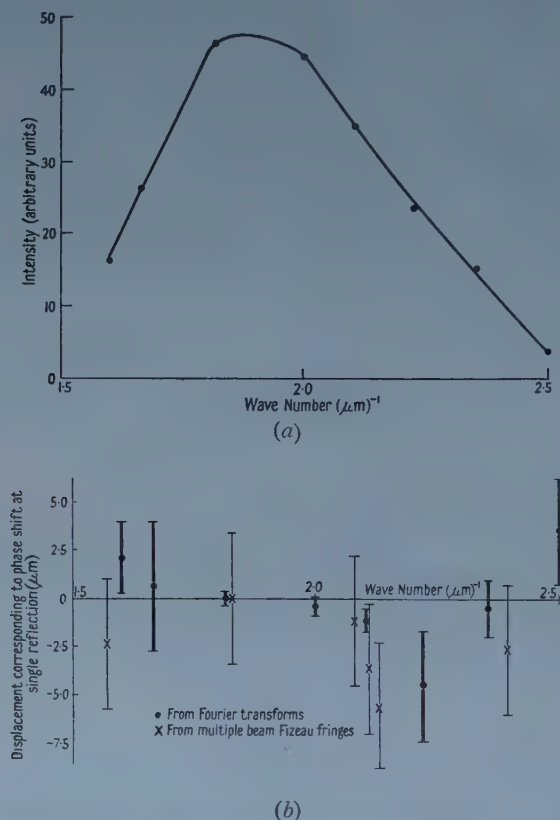 50
40
30
20
10
0
Intensity (arbitrary units)
1·5
2·0
2·5
Wave Number (μm)⁻¹
(a)
5·0
2·5
0
-2·5
-5·0
-7·5
Displacement corresponding to phase shift at
single reflection(μm)
1·5
2·0
Wave Number (μm)⁻¹
2·5
• From Fourier transforms
x From multiple beam Fizeau fringes
(b)